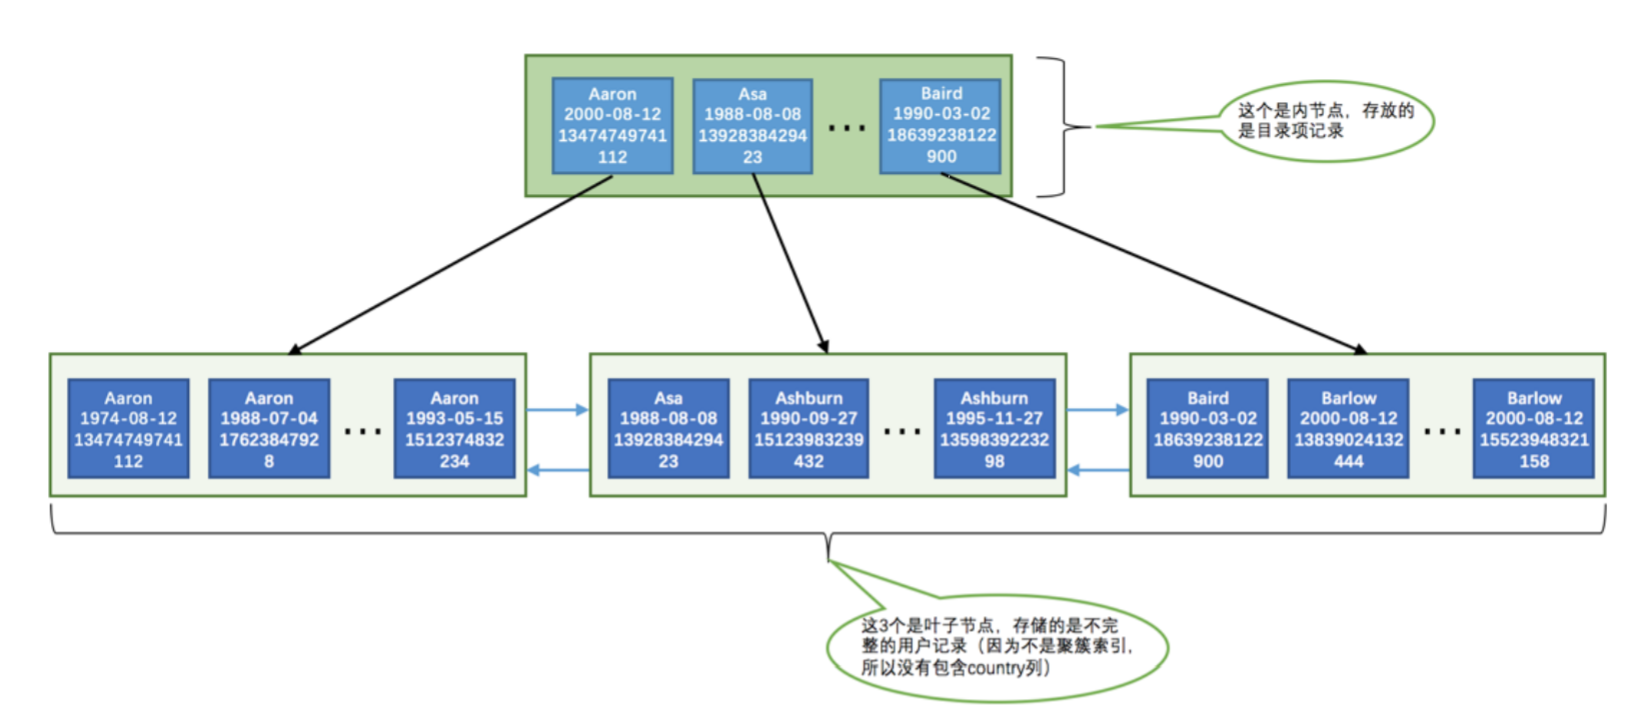 Aaron
2000-08-12
13474749741
112
Asa
1988-08-08
13928384294
23
...
Baird
1990-03-02
18639238122
900
这个是内节点，存放的
是目录项记录
Aaron
1974-08-12
13474749741
112
Aaron
1988-07-04
1762384792
8
...
Aaron
1993-05-15
1512374832
234
Asa
1988-08-08
13928384294
23
Ashburn
1990-09-27
15123983239
432
...
Ashburn
1995-11-27
13598392232
98
Baird
1990-03-02
18639238122
900
Barlow
2000-08-12
13839024132
444
...
Barlow
2000-08-12
15523948321
158
这3个是叶子节点，存储的是不完
整的用户记录（因为不是聚簇索引，
所以没有包含country列）